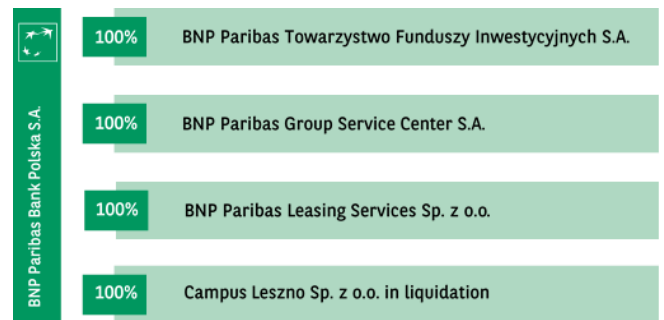 BNP Paribas Bank Polska S.A.
100%
BNP Paribas Towarzystwo Funduszy Inwestycyjnych S.A.
100%
BNP Paribas Group Service Center S.A.
100%
BNP Paribas Leasing Services Sp. z o.o.
100%
Campus Leszno Sp. z o.o. in liquidation